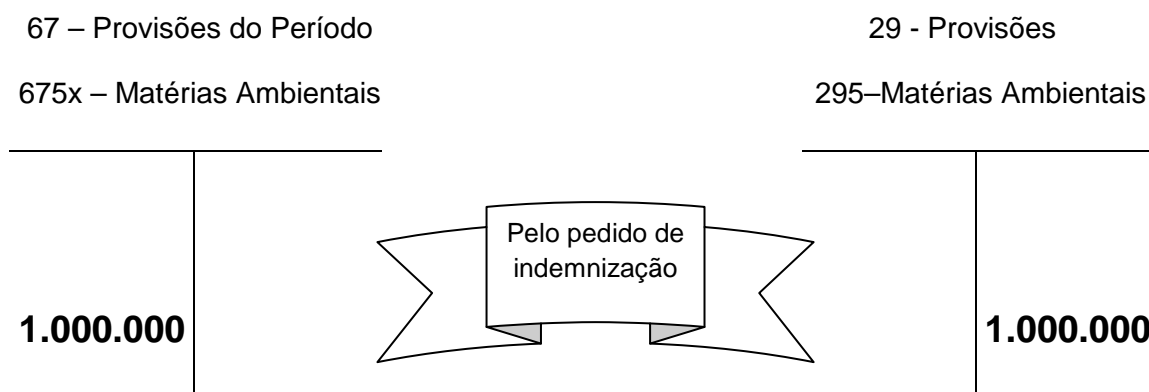 67 – Provisões do Período
29 - Provisões
675x – Matérias Ambientais
295–Matérias Ambientais
Pelo pedido de
indemnização
1.000.000
1.000.000